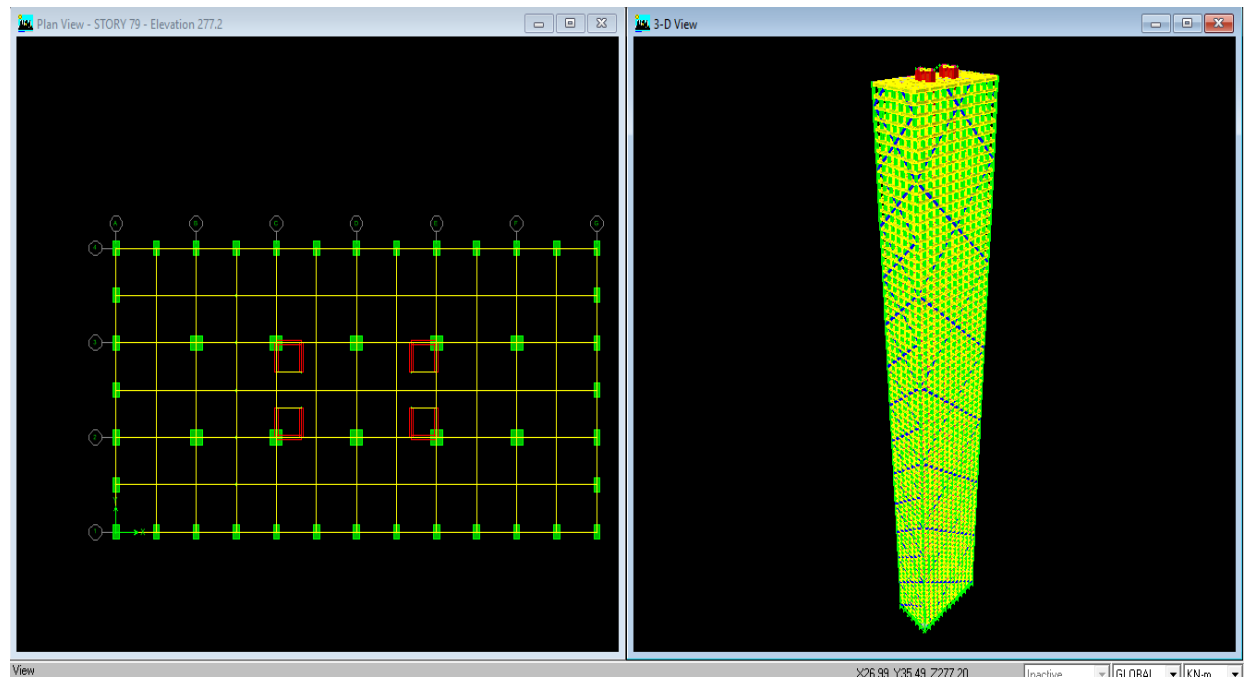 Plan View - STORY 79 - Elevation 277.2
3-D View
A B C D E F G
4
3
2
Y
1
X
View
X26.99 Y35.49 Z277.20
Inactive
GLOBAL
KN-m